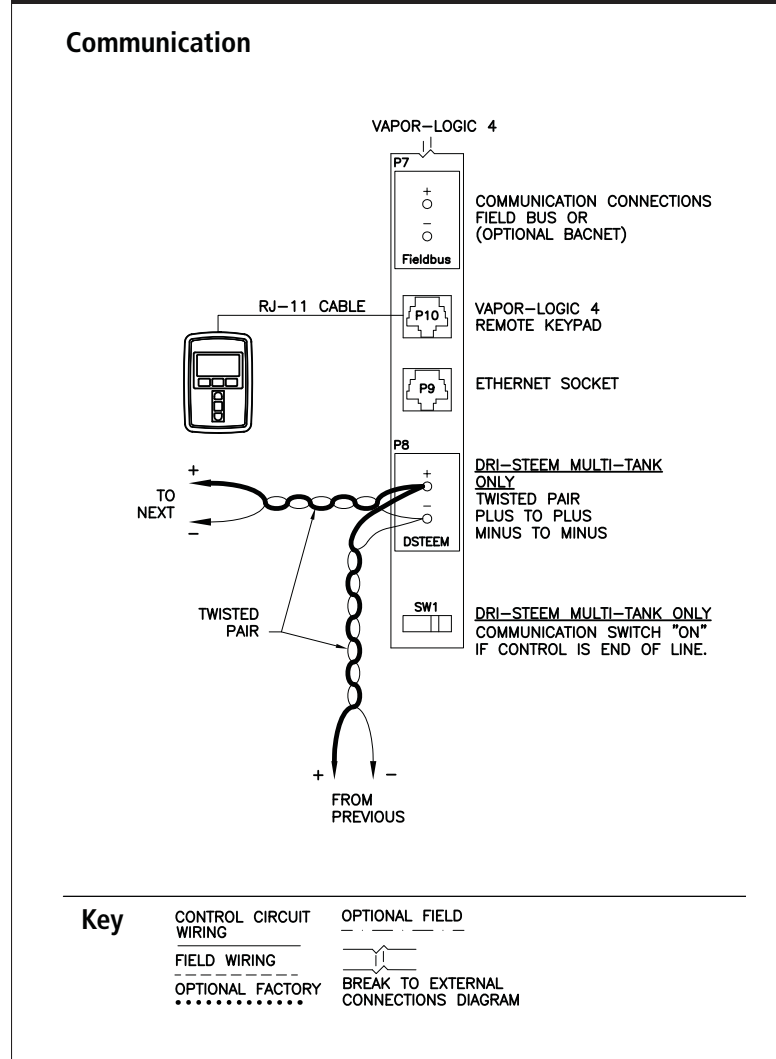 Communication
VAPOR-LOGIC 4
P7
+
-
Fieldbus
COMMUNICATION CONNECTIONS
FIELD BUS OR
(OPTIONAL BACNET)
RJ-11 CABLE
P10
VAPOR-LOGIC 4
REMOTE KEYPAD
P9
ETHERNET SOCKET
P8
+
-
DSTEEM
DRI-STEEM MULTI-TANK
ONLY
TWISTED PAIR
PLUS TO PLUS
MINUS TO MINUS
+
TO
NEXT
-
TWISTED
PAIR
SW1
DRI-STEEM MULTI-TANK ONLY
COMMUNICATION SWITCH "ON"
IF CONTROL IS END OF LINE.
+ -
FROM
PREVIOUS
Key
CONTROL CIRCUIT
WIRING
FIELD WIRING
OPTIONAL FACTORY
OPTIONAL FIELD
BREAK TO EXTERNAL
CONNECTIONS DIAGRAM